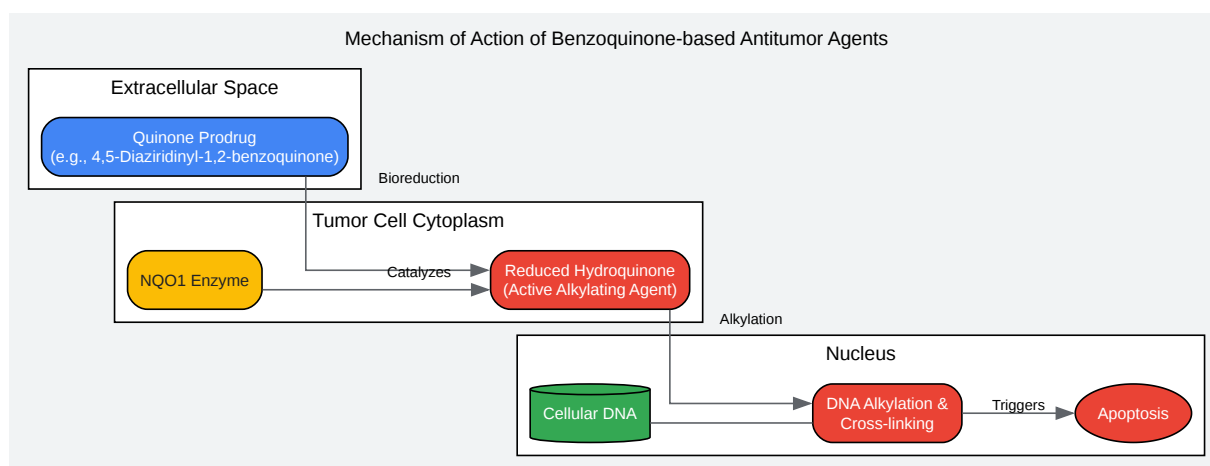 Mechanism of Action of Benzoquinone-based Antitumor Agents
Extracellular Space
Quinone Prodrug
(e.g., 4,5-Diaziridinyl-1,2-benzoquinone)
Bioreduction
Tumor Cell Cytoplasm
NQO1 Enzyme
Catalyzes
Reduced Hydroquinone
(Active Alkylating Agent)
Alkylation
Nucleus
Cellular DNA
DNA Alkylation &
Cross-linking
Triggers
Apoptosis